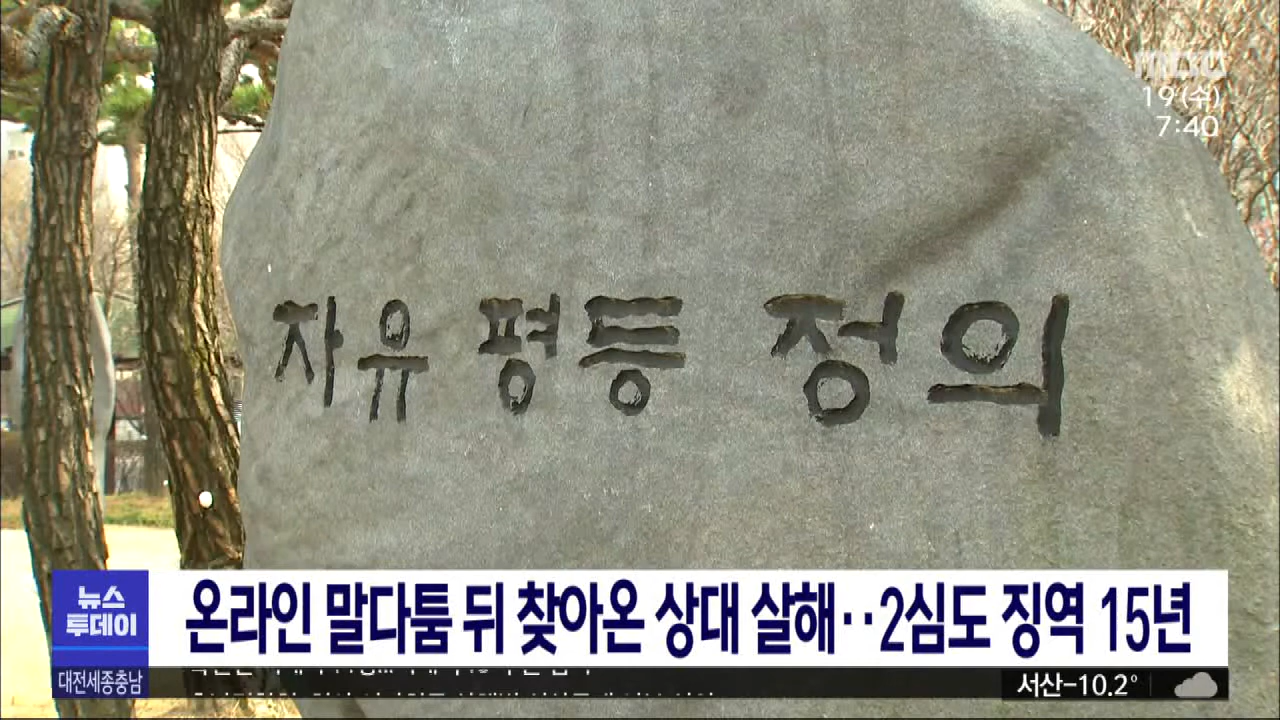 MBC
19(수)
7:40
자유 평등 정의
뉴스
투데이
온라인 말다툼 뒤 찾아온 상대 살해‥2심도 징역 15년
대전세종충남
서산-10.2°